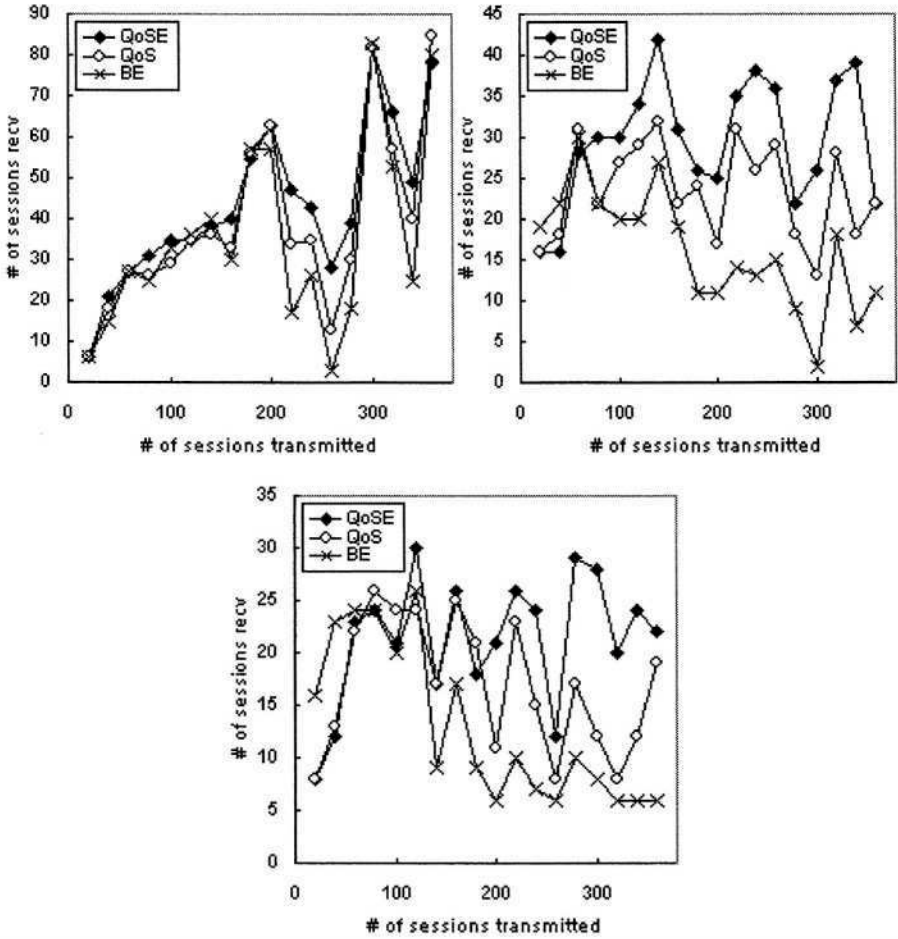 90
80
70
60
50
40
30
20
10
0
# of sessions recv
QoSE
QoS
BE
0 100 200 300
# of sessions transmitted
45
40
35
30
25
20
15
10
5
0
# of sessions recv
QoSE
QoS
BE
0 100 200 300
# of sessions transmitted
35
30
25
20
15
10
5
0
# of sessions recv
QoSE
QoS
BE
0 100 200 300
# of sessions transmitted